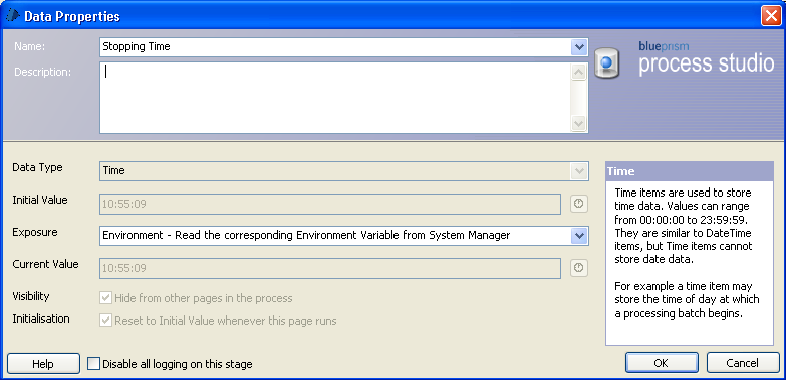 Data Properties
Name:
Stopping Time
blueprism
process studio
Description:
Data Type
Time
Initial Value
10:55:09
Exposure
Environment - Read the corresponding Environment Variable from System Manager
Current Value
10:55:09
Visibility
Hide from other pages in the process
Initialisation
Reset to Initial Value whenever this page runs
Time
Time items are used to store
time data. Values can range
from 00:00:00 to 23:59:59.
They are similar to DateTime
items, but Time items cannot
store date data.
For example a time item may
store the time of day at which
a processing batch begins.
Help
Disable all logging on this stage
OK
Cancel